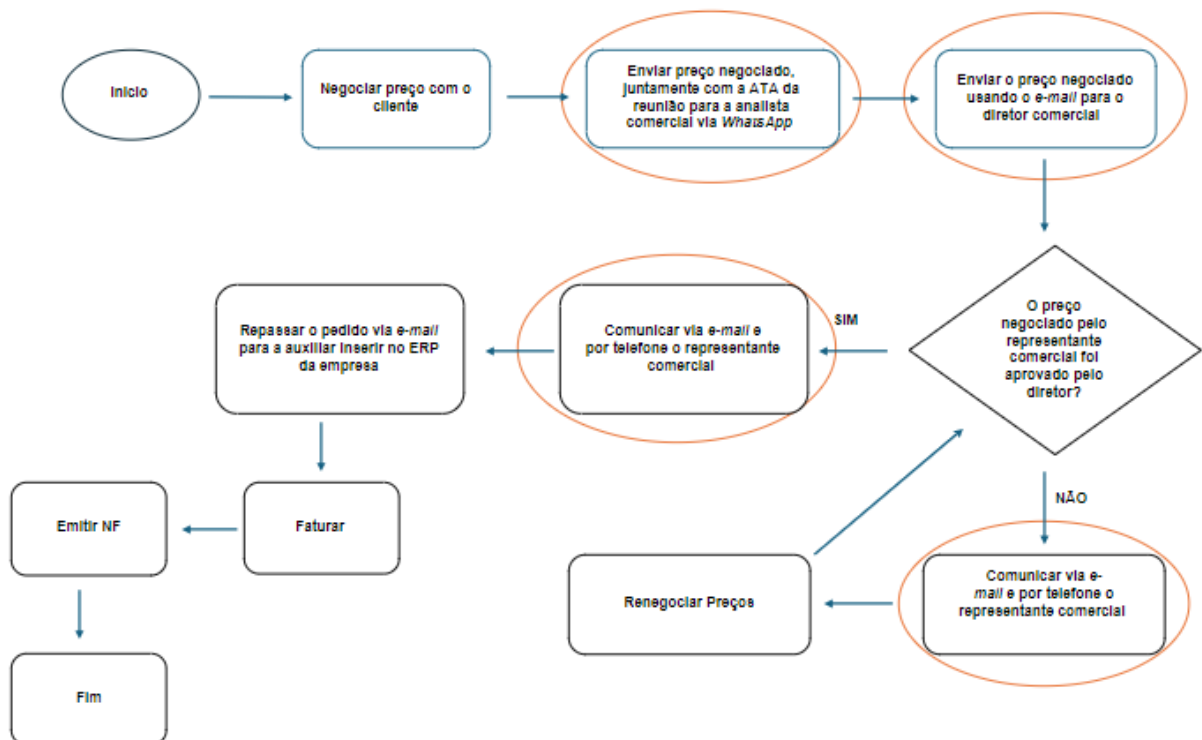 Início
Negociar preço com o
cliente
Enviar preço negociado,
juntamente com a ATA da
reunião para a analista
comercial via WhatsApp
Enviar o preço negociado
usando o e-mail para o
diretor comercial
O preço
negociado pelo
representante
comercial foi
aprovado pelo
diretor?
SIM
Comunicar via e-mail e
por telefone o representante
comercial
Repassar o pedido via e-mail
para a auxiliar inserir no ERP
da empresa
Faturar
Emitir NF
Fim
NÃO
Comunicar via e-
mail e por telefone o
representante comercial
Renegociar Preços